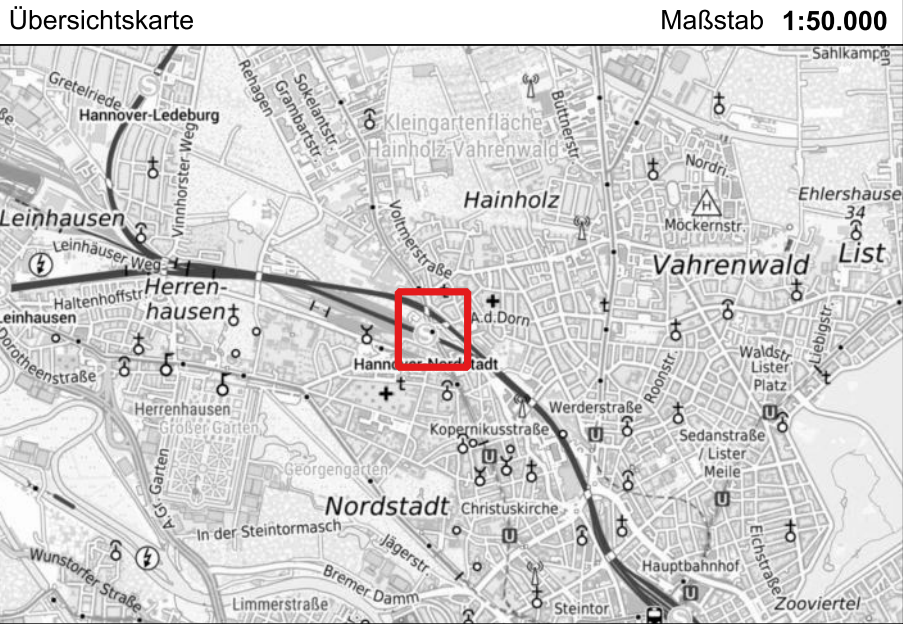 Übersichtskarte
Maßstab 1:50.000
Sahlkampen
Gretelriede
Rehagen
Sokelantstr.
Grambartstr.
Büttnerstr.
Hannover-Ledeburg
Kleingartenfläche
Hainholz-Vahrenwald
Vinnhorster Weg
Nordri.
H
Ehlershause
34
Hainholz
Voltmerstraße
Möckernstr.
Leinhausen
Leinhäuser Weg
Vahrenwald
List
Haltenhoffstr.
Herren-
hausen
Leinhausen
A.d.Dorn
Dorotheenstraße
Liebigstr.
Waldstr.
Lister
Platz
Hannover-Nordstadt
Roonstr.
Herrenhausen
Großer Garten
Werderstraße
Kopernikusstraße
U
U
U
Sedanstraße
/ Lister
Meile
Georgengarten
A.Gr. Garten
U
Nordstadt
Christuskirche
In der Steintormasch
U
Jägerstr.
Eichstraße
Wunstorfer Straße
Bremer Damm
Hauptbahnhof
U
Limmerstraße
Steintor
Zooviertel